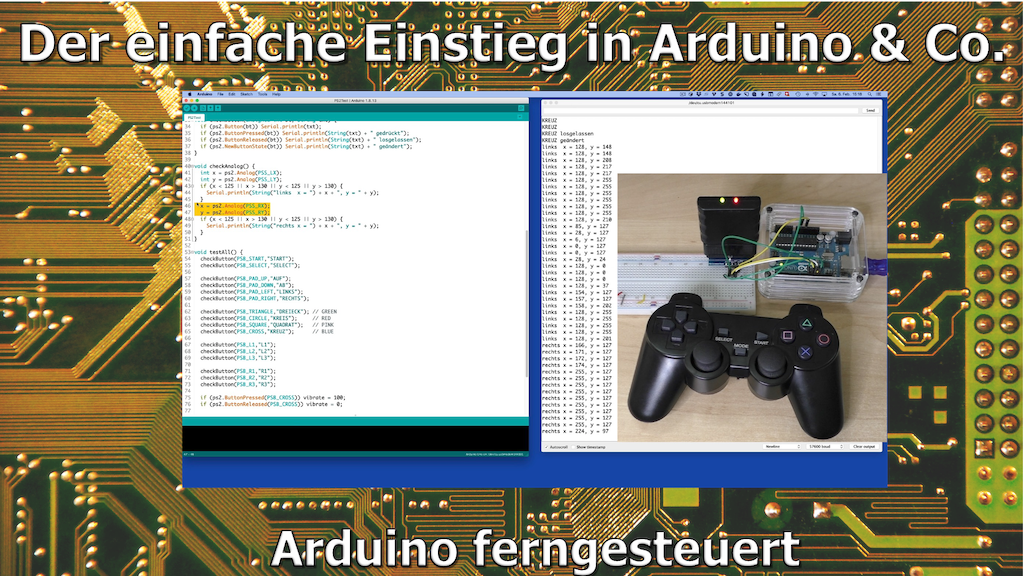 Der einfache Einstieg in Arduino & Co.
Arduino File Edit Sketch Tools Help
PS2Test | Arduino 1.8.13
PS2Test
Send
34 if (ps2.Button(bt)) Serial.println(txt);
35 if (ps2.ButtonPressed(bt)) Serial.println(String(txt) + " gedrückt");
36 if (ps2.ButtonReleased(bt)) Serial.println(String(txt) + " losgelassen");
37 if (ps2.NewButtonState(bt)) Serial.println(String(txt) + " geändert");
38 }
39
40 void checkAnalog() {
41 int x = ps2.Analog(PSS_LX);
42 int y = ps2.Analog(PSS_LY);
43 if (x < 125 || x > 130 || y < 125 || y > 130) {
44 Serial.println(String("links  x = ") + x + ", y = " + y);
45 }
46 x = ps2.Analog(PSS_RX);
47 y = ps2.Analog(PSS_RY);
48 if (x < 125 || x > 130 || y < 125 || y > 130) {
49 Serial.println(String("rechts x = ") + x + ", y = " + y);
50 }
51 }
52
53 void testAll() {
54 checkButton(PSB_START,"START");
55 checkButton(PSB_SELECT,"SELECT");
56
57 checkButton(PSB_PAD_UP,"AUF");
58 checkButton(PSB_PAD_DOWN,"AB");
59 checkButton(PSB_PAD_LEFT,"LINKS");
60 checkButton(PSB_PAD_RIGHT,"RECHTS");
61
62 checkButton(PSB_TRIANGLE,"DREIECK"); // GREEN
63 checkButton(PSB_CIRCLE,"KREIS"); // RED
64 checkButton(PSB_SQUARE,"QUADRAT"); // PINK
65 checkButton(PSB_CROSS,"KREUZ"); // BLUE
66
67 checkButton(PSB_L1,"L1");
68 checkButton(PSB_L2,"L2");
69 checkButton(PSB_L3,"L3");
70
71 checkButton(PSB_R1,"R1");
72 checkButton(PSB_R2,"R2");
73 checkButton(PSB_R3,"R3");
74
75 if (ps2.ButtonPressed(PSB_CROSS)) vibrate = 100;
76 if (ps2.ButtonReleased(PSB_CROSS)) vibrate = 0;
77
KREUZ
KREUZ
KREUZ losgelassen
KREUZ geändert
links x = 128, y = 148
links x = 128, y = 148
links x = 128, y = 208
links x = 128, y = 217
links x = 128, y = 217
links x = 128, y = 255
links x = 128, y = 255
links x = 128, y = 255
links x = 128, y = 255
links x = 128, y = 255
links x = 128, y = 255
links x = 128, y = 210
links x = 85, y = 127
links x = 28, y = 127
links x = 6, y = 127
links x = 0, y = 127
links x = 0, y = 127
links x = 28, y = 24
links x = 128, y = 0
links x = 128, y = 0
links x = 128, y = 0
links x = 128, y = 37
links x = 154, y = 127
links x = 157, y = 127
links x = 158, y = 202
links x = 128, y = 255
links x = 128, y = 255
links x = 128, y = 255
links x = 128, y = 255
links x = 128, y = 201
rechts x = 166, y = 127
rechts x = 171, y = 127
rechts x = 172, y = 127
rechts x = 174, y = 127
rechts x = 255, y = 127
rechts x = 255, y = 127
rechts x = 255, y = 127
rechts x = 255, y = 127
rechts x = 255, y = 127
rechts x = 255, y = 127
rechts x = 255, y = 127
rechts x = 255, y = 127
rechts x = 224, y = 97
SELECT
MODE
START
Autoscroll Show timestamp
Newline
57600 baud
Clear output
Arduino ferngesteuert